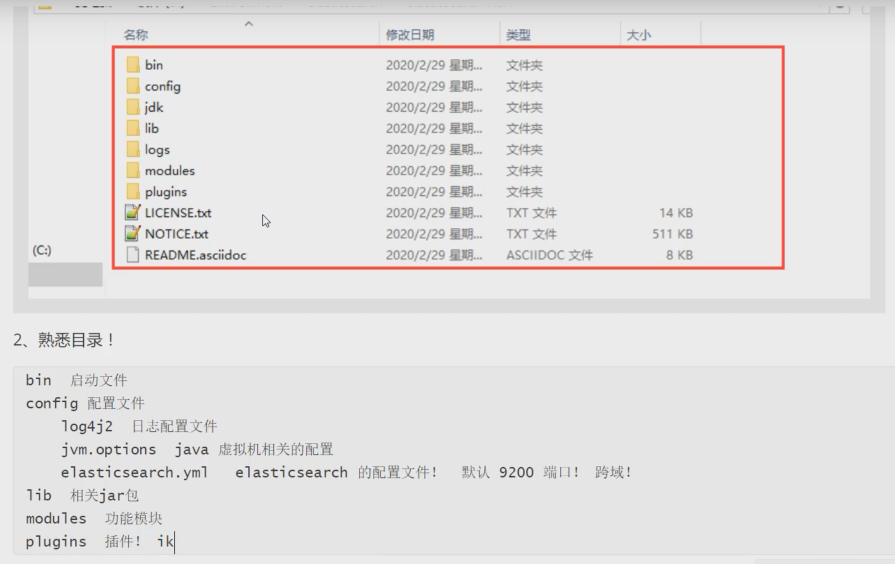 名称 修改日期 类型 大小
bin 2020/2/29 星期... 文件夹
config 2020/2/29 星期... 文件夹
jdk 2020/2/29 星期... 文件夹
lib 2020/2/29 星期... 文件夹
logs 2020/2/29 星期... 文件夹
modules 2020/2/29 星期... 文件夹
plugins 2020/2/29 星期... 文件夹
LICENSE.txt 2020/2/29 星期... TXT 文件 14 KB
NOTICE.txt 2020/2/29 星期... TXT 文件 511 KB
README.asciidoc 2020/2/29 星期... ASCIIDOC 文件 8 KB
(C:)
2、熟悉目录！
bin 启动文件
config 配置文件
log4j2 日志配置文件
jvm.options java 虚拟机相关的配置
elasticsearch.yml elasticsearch 的配置文件！ 默认 9200 端口！ 跨域！
lib 相关jar包
modules 功能模块
plugins 插件！ ik